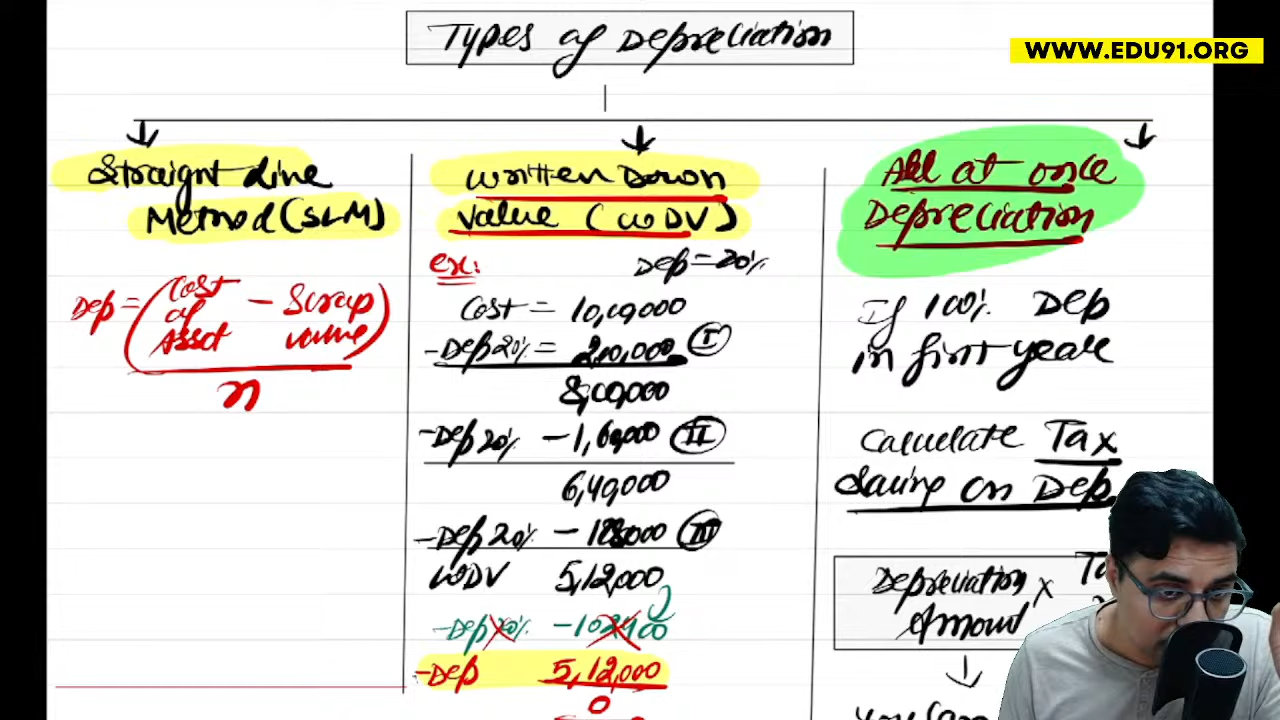 Types of Depreciation
WWW.EDU91.ORG
Straight Line
Method (SLM)
Dep = (Cost of Asset - Scrap value)
n
Written Down
Value (WDV)
ex: Dep = 20%
Cost = 10,00,000
- Dep 20% = 2,00,000 I
8,00,000
- Dep 20% - 1,60,000 II
6,40,000
- Dep 20% - 128000 III
WDV 5,12,000
- Dep 20% - 102400
- Dep 5,12,000
0
All at once
Depreciation
If 100% Dep
in first year
Calculate Tax
Saving on Dep
Depreciation ×
Amount